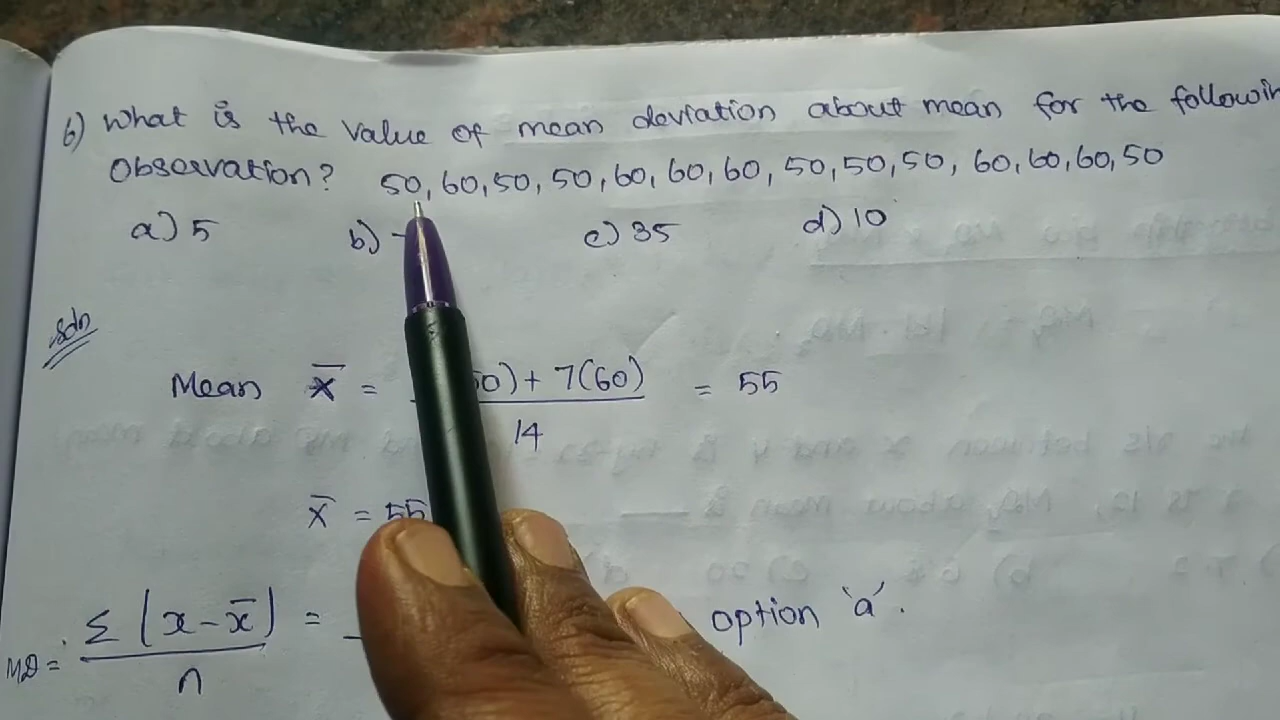 6) What is the value of mean deviation about mean for the followin
Observation? 50, 60, 50, 50, 60, 60, 60, 50, 50, 50, 60, 60, 60, 50
a) 5 b) c) 35 d) 10
Soln
Mean x̄ = 0) + 7(60) = 55
14
x̄ = 55
MD = Σ |x - x̄| =
n
option 'a'.